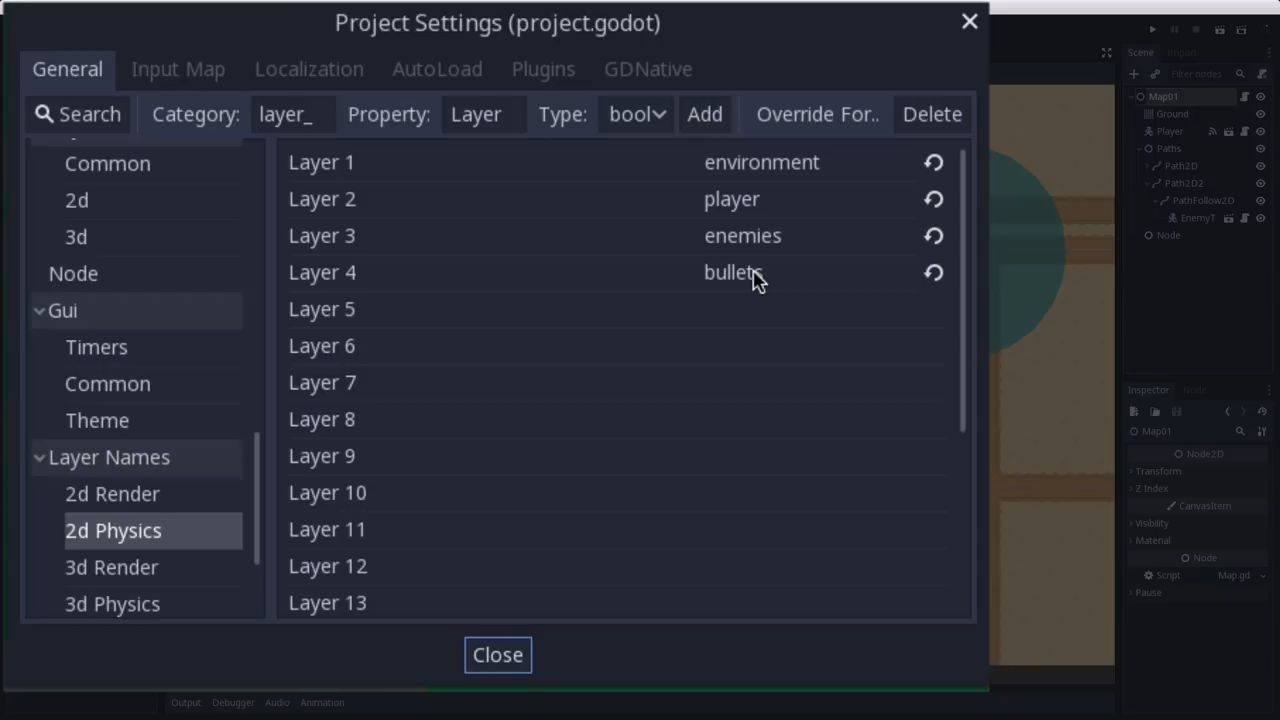 Project Settings (project.godot)
General Input Map Localization AutoLoad Plugins GDNative
Search Category: layer_ Property: Layer Type: bool Add Override For.. Delete
Common
2d
3d
Node
Gui
Timers
Common
Theme
Layer Names
2d Render
2d Physics
3d Render
3d Physics
Layer 1 environment
Layer 2 player
Layer 3 enemies
Layer 4 bullets
Layer 5
Layer 6
Layer 7
Layer 8
Layer 9
Layer 10
Layer 11
Layer 12
Layer 13
Close
Scene Import
Filter nodes
Map01
Ground
Player
Paths
Path2D
Path2D2
PathFollow2D
EnemyT
Node
Inspector Node
Map01
Node2D
Transform
Z Index
CanvasItem
Visibility
Material
Node
Script Map.gd
Pause
Output Debugger Audio Animation